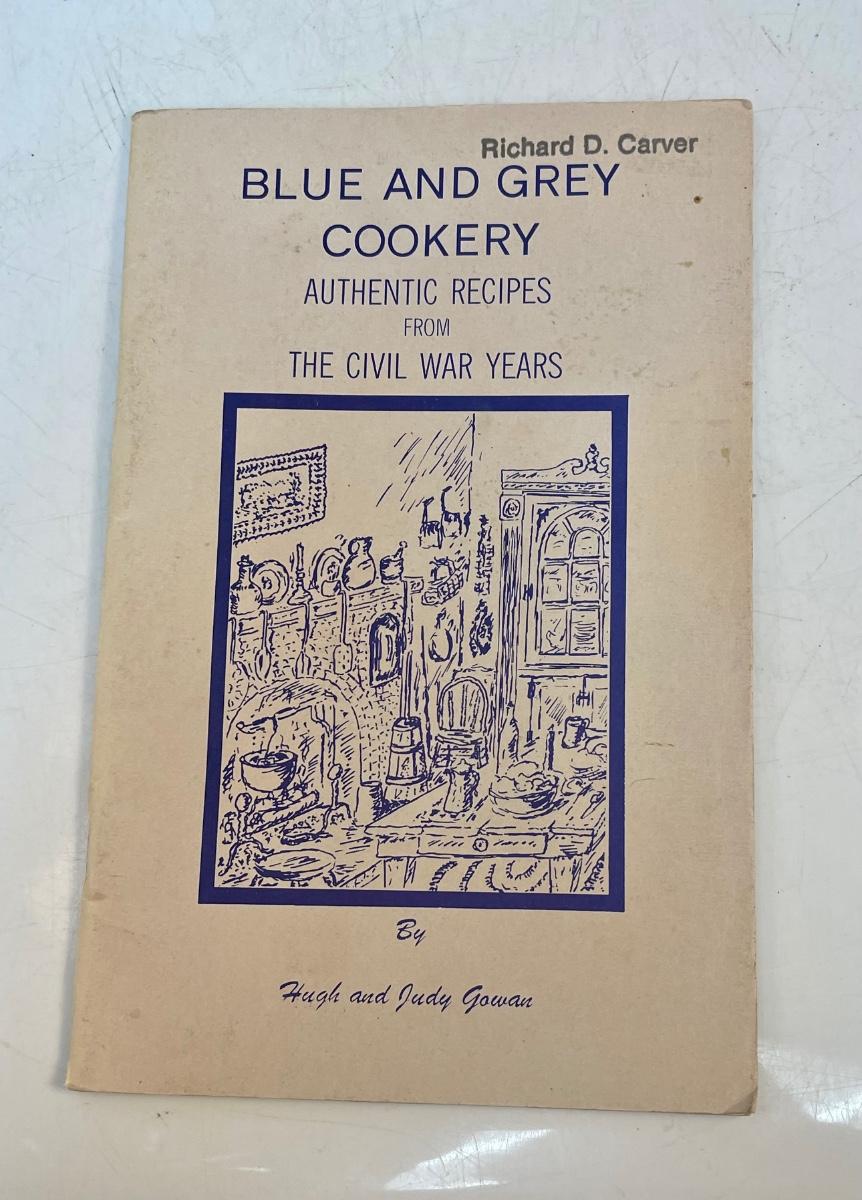 Richard D. Carver
BLUE AND GREY
COOKERY
AUTHENTIC RECIPES
FROM
THE CIVIL WAR YEARS
By
Hugh and Judy Gowan